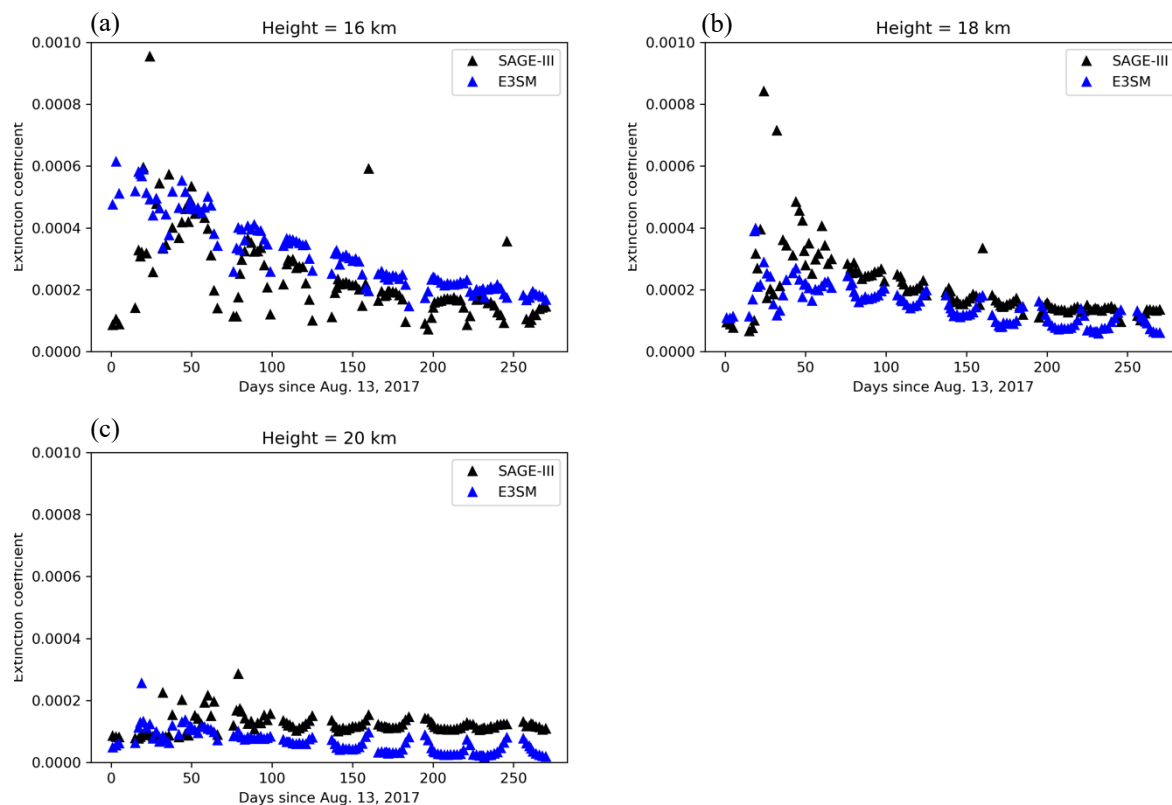 (a)
Height = 16 km
0.0010
0.0008
0.0006
0.0004
0.0002
0.0000
Extinction coefficient
SAGE-III
E3SM
0 50 100 150 200 250
Days since Aug. 13, 2017
(b)
Height = 18 km
0.0010
0.0008
0.0006
0.0004
0.0002
0.0000
Extinction coefficient
SAGE-III
E3SM
0 50 100 150 200 250
Days since Aug. 13, 2017
(c)
Height = 20 km
0.0010
0.0008
0.0006
0.0004
0.0002
0.0000
Extinction coefficient
SAGE-III
E3SM
0 50 100 150 200 250
Days since Aug. 13, 2017